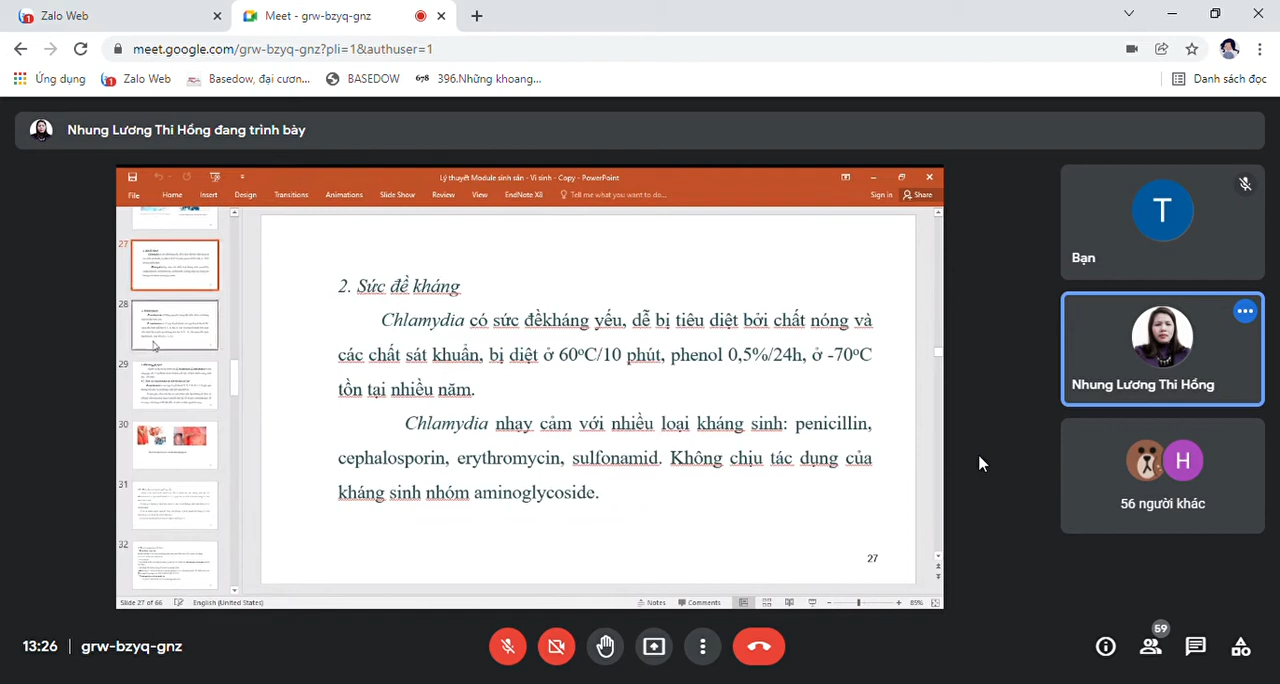 Zalo Web
Meet - grw-bzyq-gnz
meet.google.com/grw-bzyq-gnz?pli=1&authuser=1
Ứng dụng
Zalo Web
Basedow, đại cươn...
BASEDOW
678 396.Những khoang...
Danh sách đọc
Nhung Lương Thi Hồng đang trình bày
Lý thuyết Module sinh sản - Vi sinh - Copy - PowerPoint
File Home Insert Design Transitions Animations Slide Show Review View EndNote X8 Tell me what you want to do...
Sign in Share
27
28
29
30
31
32
2. Sức đề kháng
Chlamydia có sức đềkháng yếu, dễ bị tiêu diệt bởi chất nóng và
các chất sát khuẩn, bị diệt ở 60ºC/10 phút, phenol 0,5%/24h, ở -70ºC
tồn tại nhiều năm.
Chlamydia nhạy cảm với nhiều loại kháng sinh: penicillin,
cephalosporin, erythromycin, sulfonamid. Không chịu tác dụng của
kháng sinh nhóm aminoglycoside.
27
Slide 27 of 66
English (United States)
Notes
Comments
85%
T
Bạn
Nhung Lương Thi Hồng
H
56 người khác
13:26
grw-bzyq-gnz
59